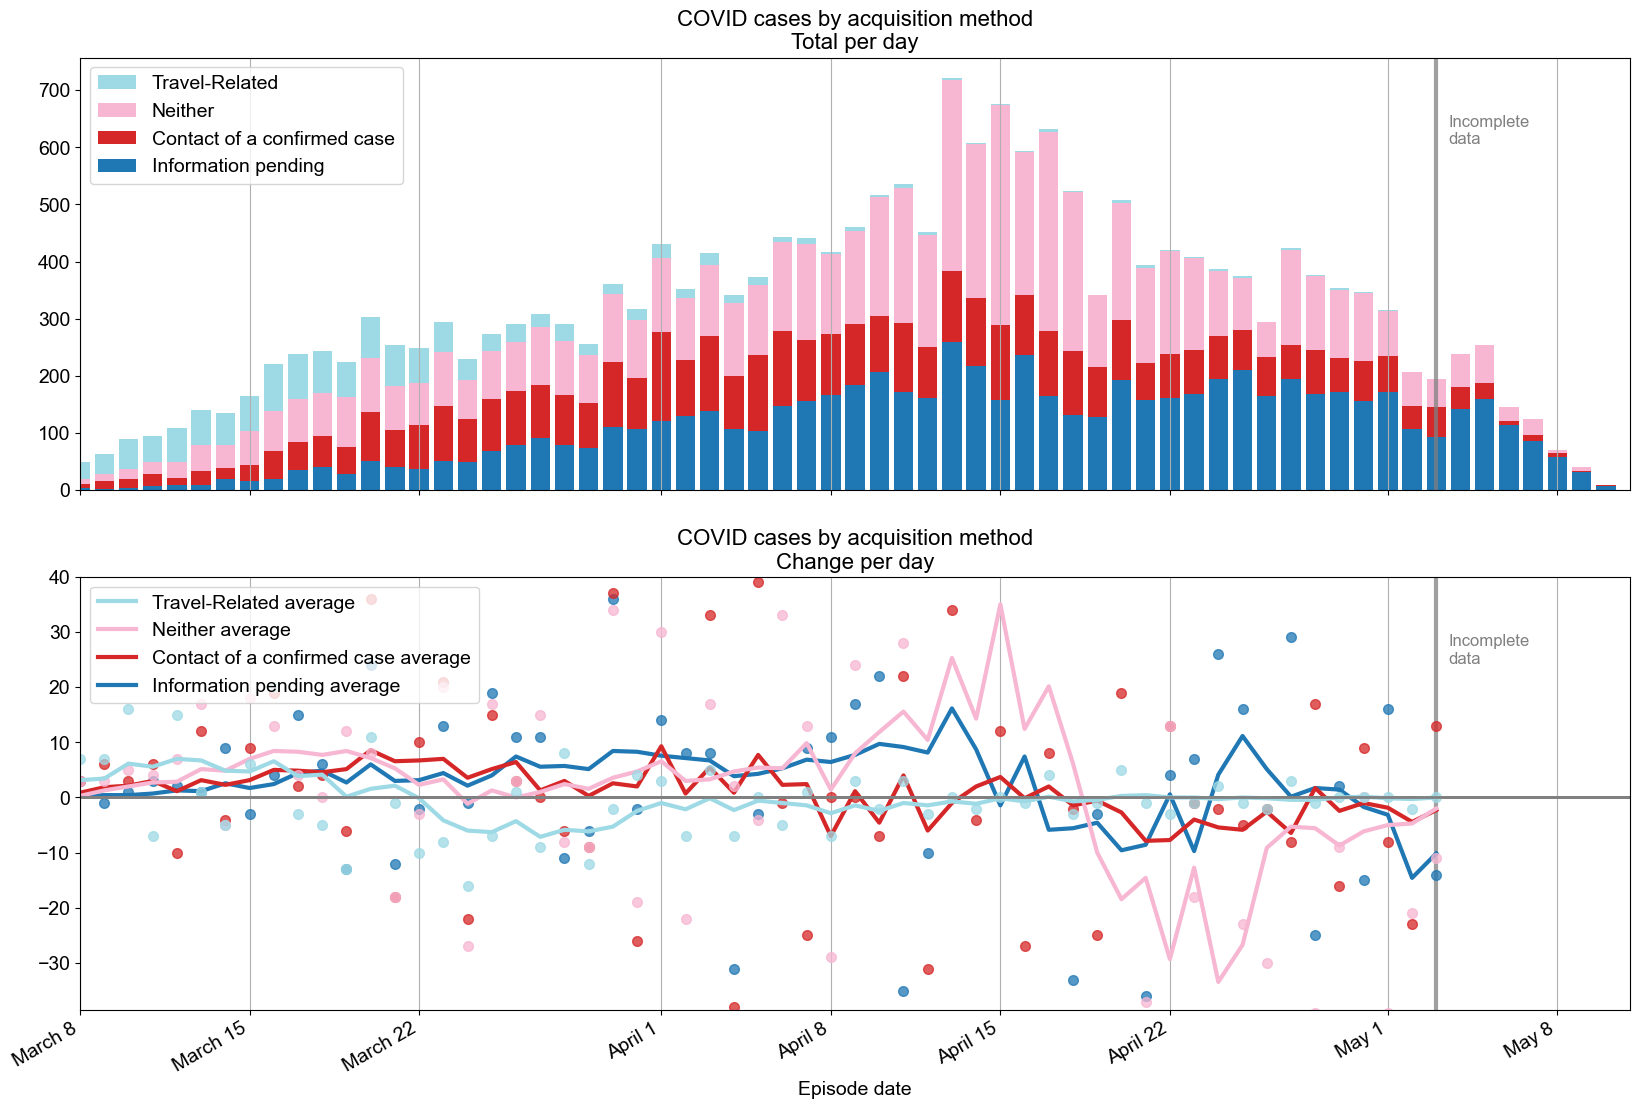 COVID cases by acquisition method
Total per day
Travel-Related
Neither
Contact of a confirmed case
Information pending
Incomplete
data
700
600
500
400
300
200
100
0
COVID cases by acquisition method
Change per day
Travel-Related average
Neither average
Contact of a confirmed case average
Information pending average
Incomplete
data
40
30
20
10
0
−10
−20
−30
March 8
March 15
March 22
April 1
April 8
April 15
April 22
May 1
May 8
Episode date